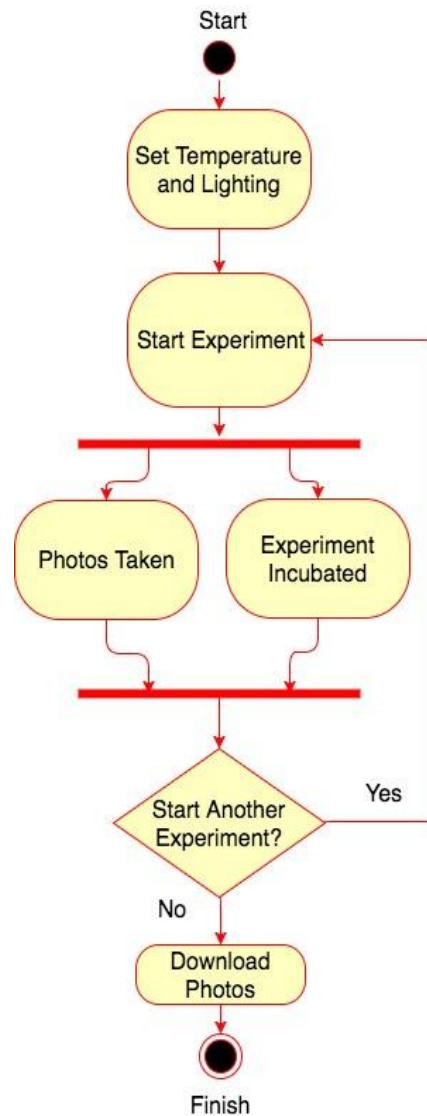 Start
Set Temperature
and Lighting
Start Experiment
Photos Taken
Experiment
Incubated
Start Another
Experiment?
Yes
No
Download
Photos
Finish